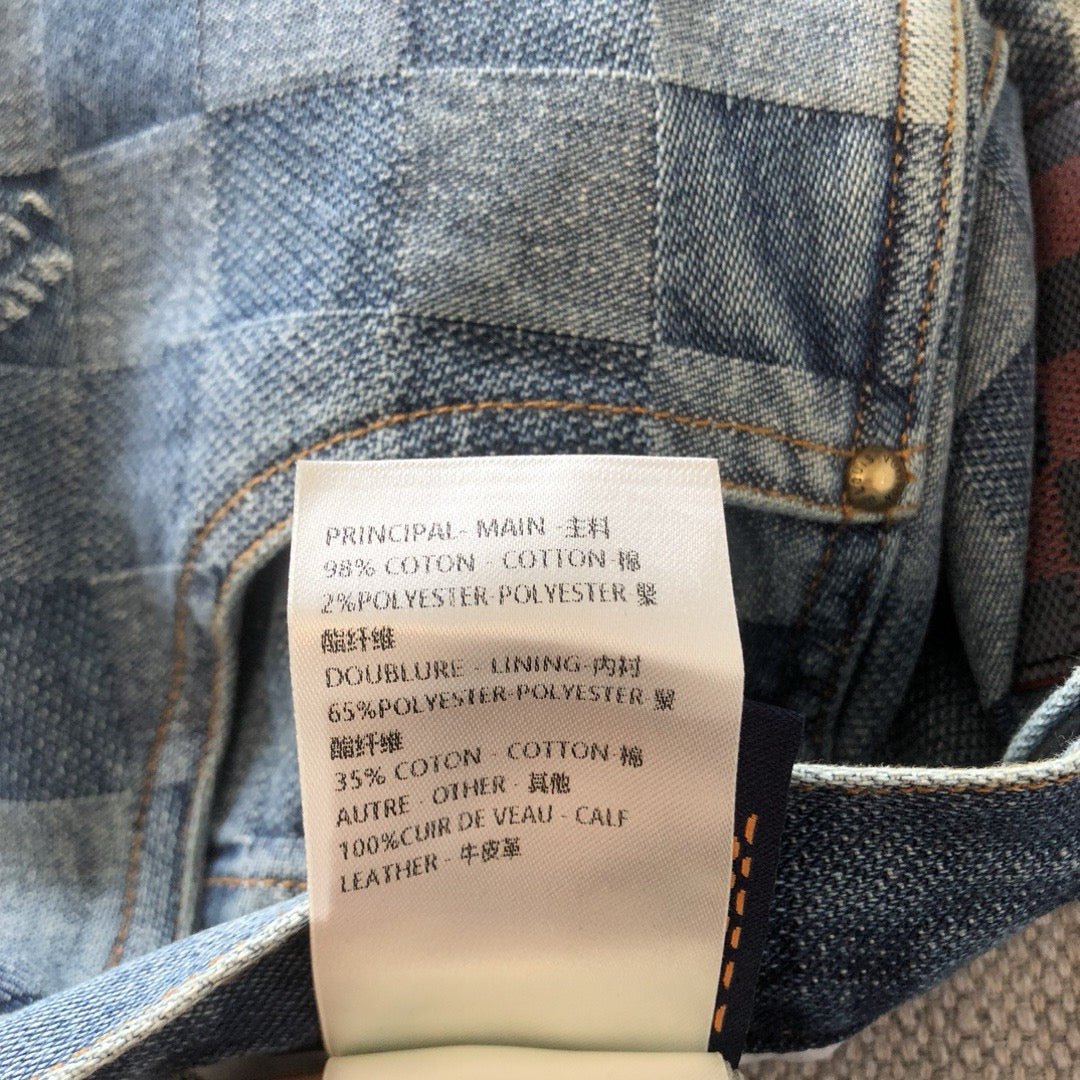 PRINCIPAL- MAIN -主料
98% COTON - COTTON-棉
2%POLYESTER-POLYESTER-聚
酯纤维
DOUBLURE - LINING-内衬
65%POLYESTER-POLYESTER-聚
酯纤维
35% COTON - COTTON-棉
AUTRE - OTHER - 其他
100%CUIR DE VEAU - CALF
LEATHER - 牛皮革